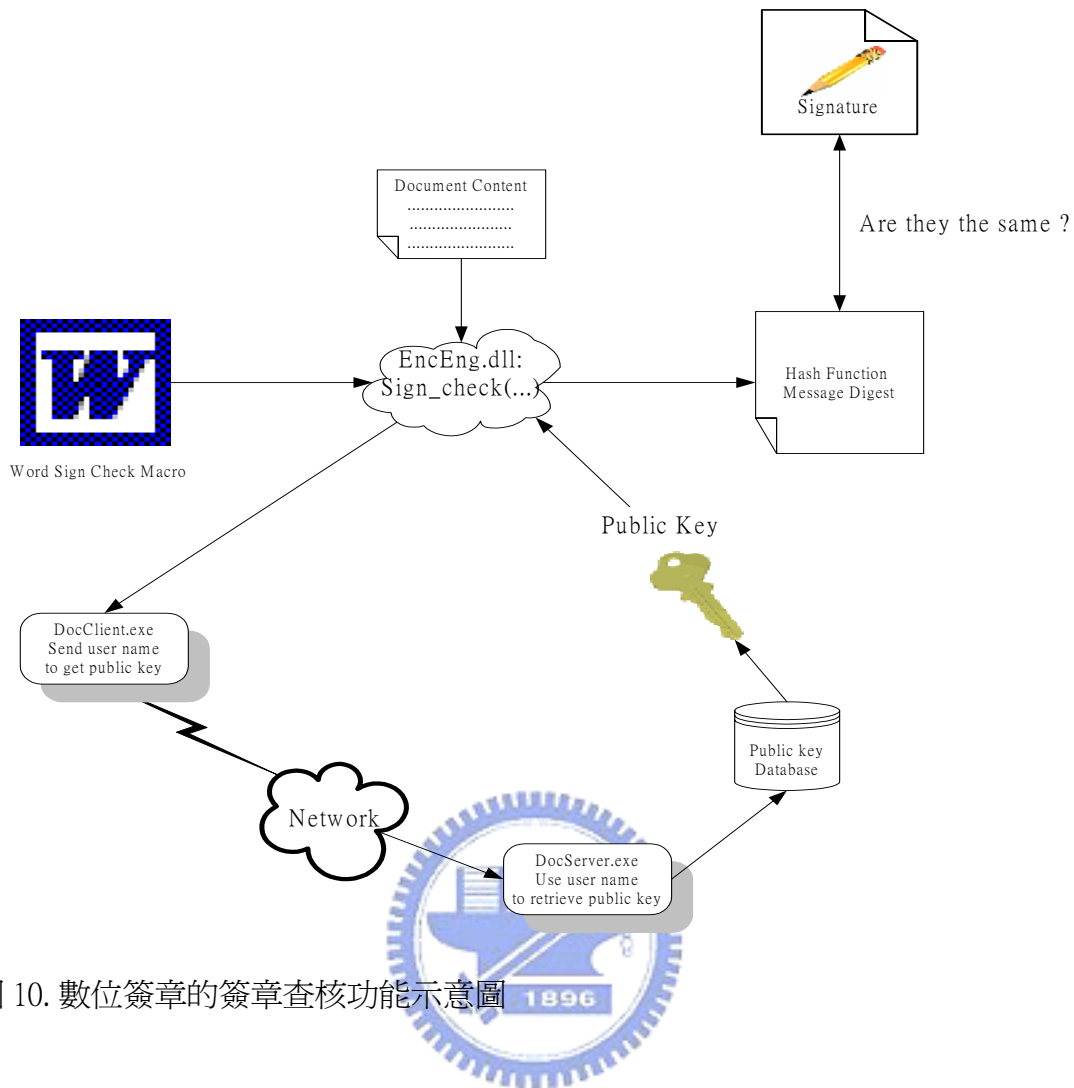 Signature
Document Content
.......................
......................
.......................
Are they the same ?
EncEng.dll:
Sign_check(...)
Hash Function
Message Digest
W
Word Sign Check Macro
Public Key
DocClient.exe
Send user name
to get public key
Public key
Database
Network
DocServer.exe
Use user name
to retrieve public key
10.數位簽章的簽章查核功能示意圖
1896